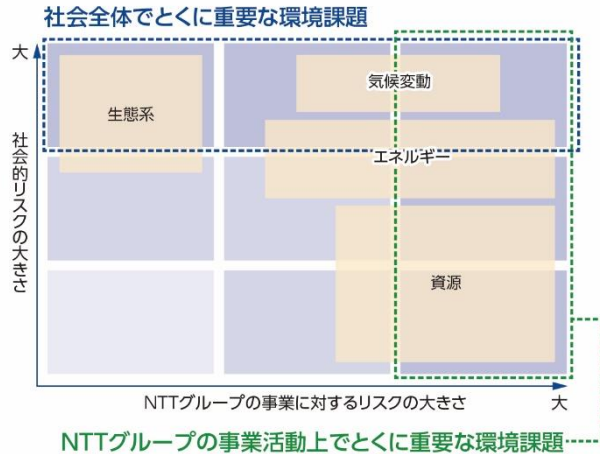 社会全体でとくに重要な環境課題
大
社会的リスクの大きさ
生態系
気候変動
エネルギー
資源
NTTグループの事業に対するリスクの大きさ
大
NTTグループの事業活動上でとくに重要な環境課題